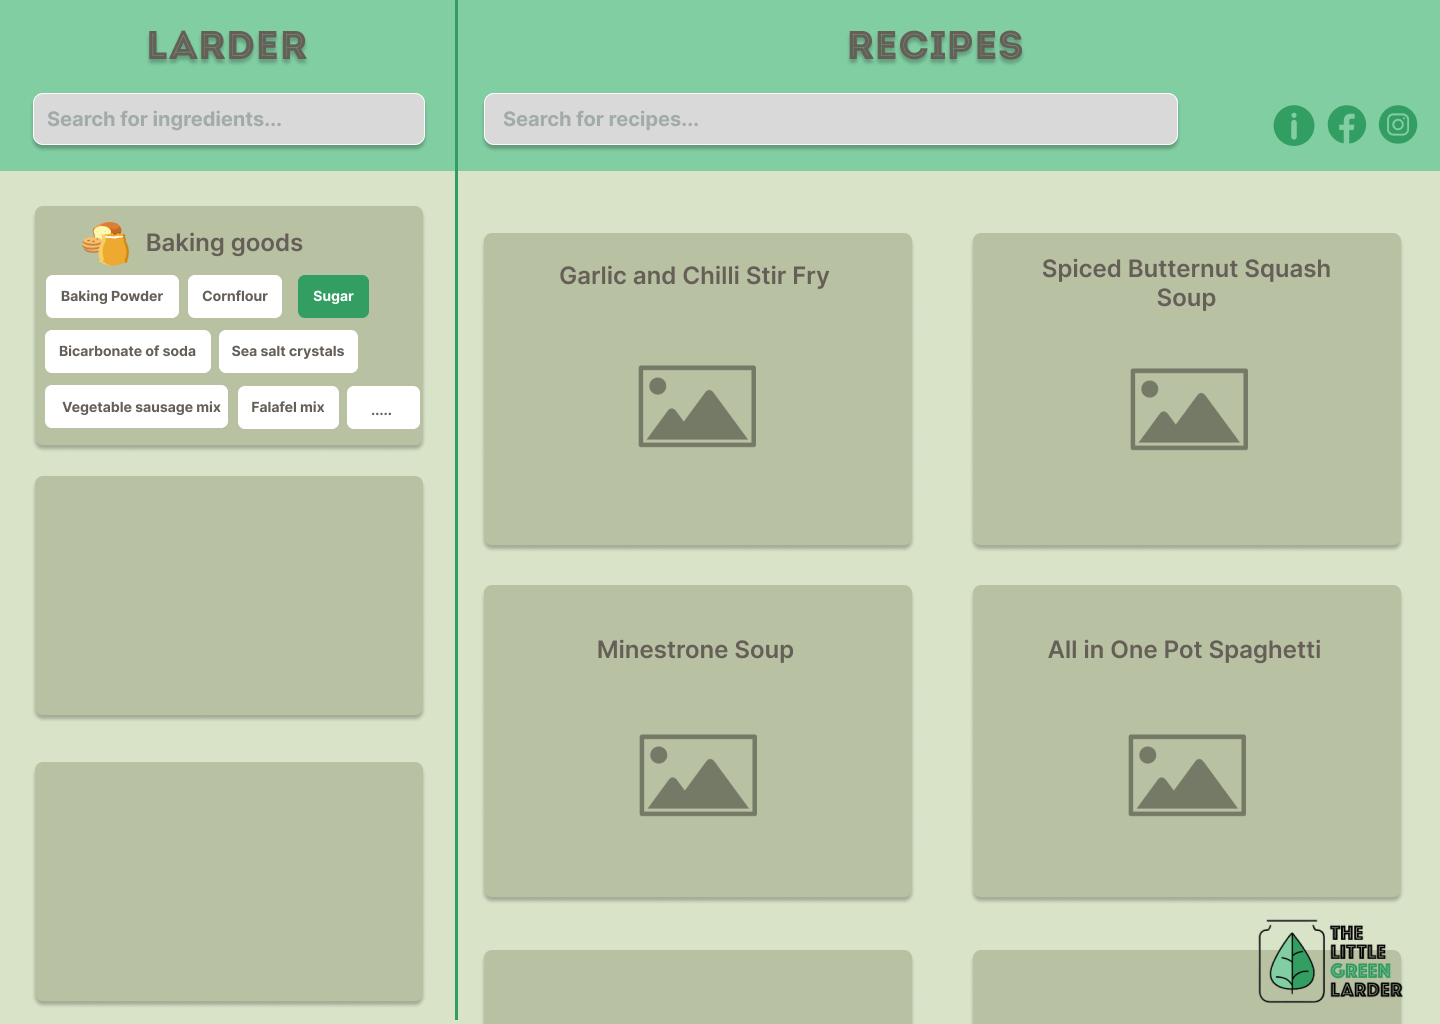 LARDER
RECIPES
Search for ingredients...
Search for recipes...
Baking goods
Baking Powder
Cornflour
Sugar
Bicarbonate of soda
Sea salt crystals
Vegetable sausage mix
Falafel mix
.....
Garlic and Chilli Stir Fry
Spiced Butternut Squash
Soup
Minestrone Soup
All in One Pot Spaghetti
THE
LITTLE
GREEN
LARDER